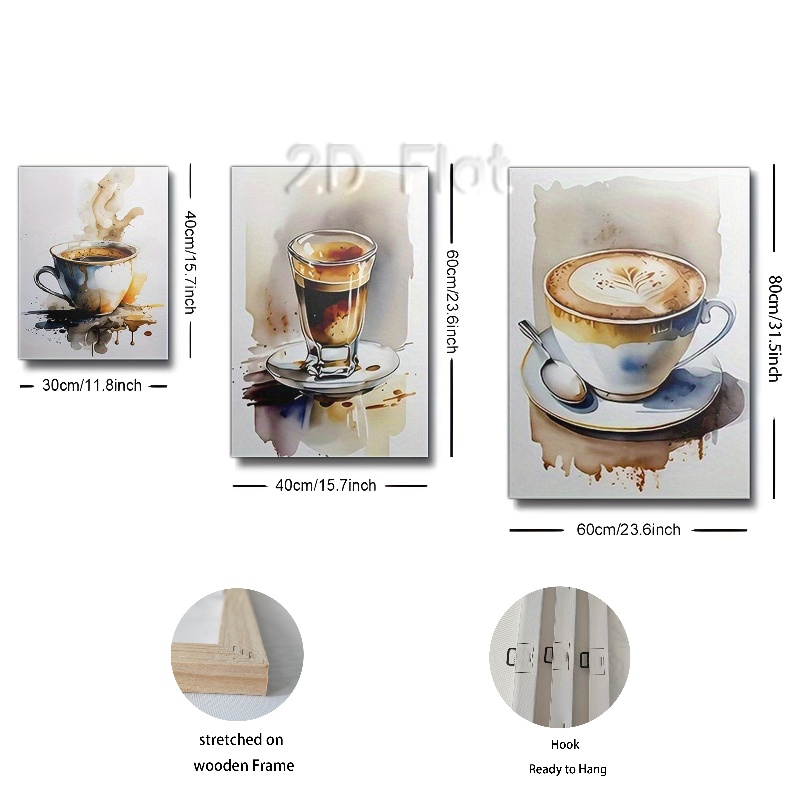 2D Flat
40cm/15.7inch
30cm/11.8inch
60cm/23.6inch
40cm/15.7inch
80cm/31.5inch
60cm/23.6inch
stretched on
wooden Frame
Hook
Ready to Hang